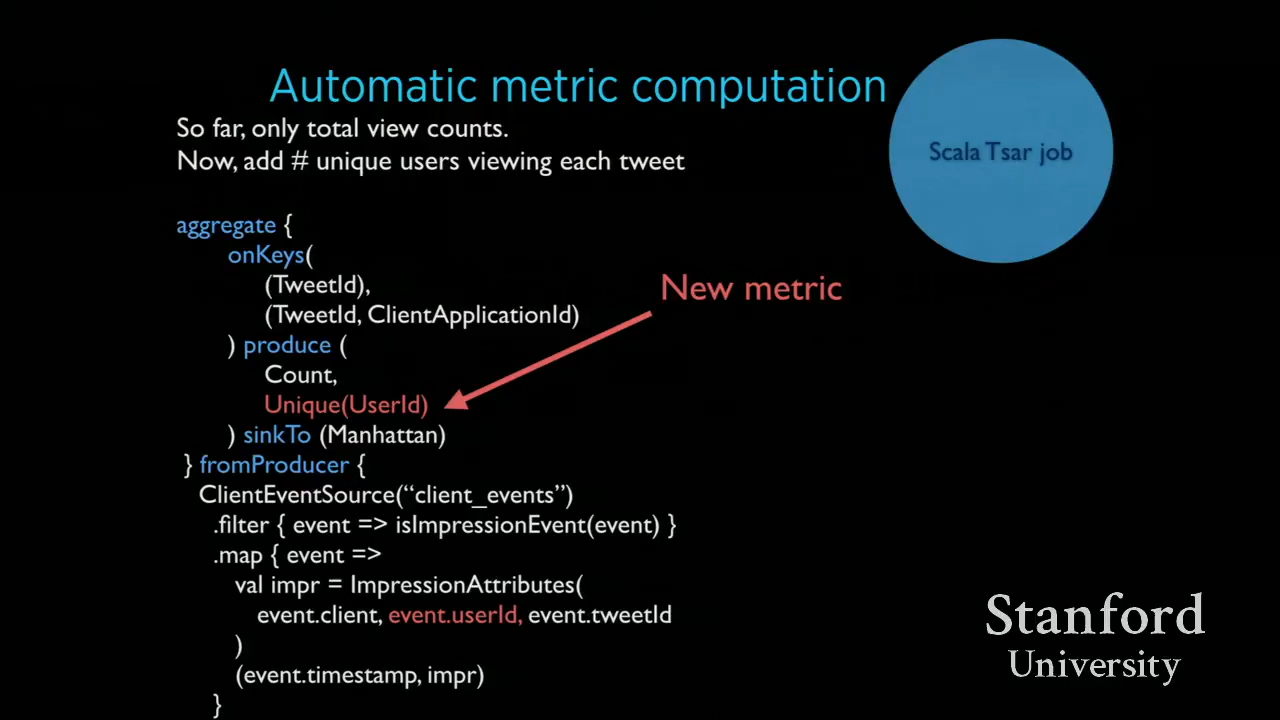 Automatic metric computation
Scala Tsar job
So far, only total view counts.
Now, add # unique users viewing each tweet
aggregate {
onKeys(
(TweetId),
(TweetId, ClientApplicationId)
) produce (
Count,
Unique(UserId)
) sinkTo (Manhattan)
} fromProducer {
ClientEventSource(“client_events”)
.filter { event => isImpressionEvent(event) }
.map { event =>
val impr = ImpressionAttributes(
event.client, event.userId, event.tweetId
)
(event.timestamp, impr)
}
New metric
Stanford
University